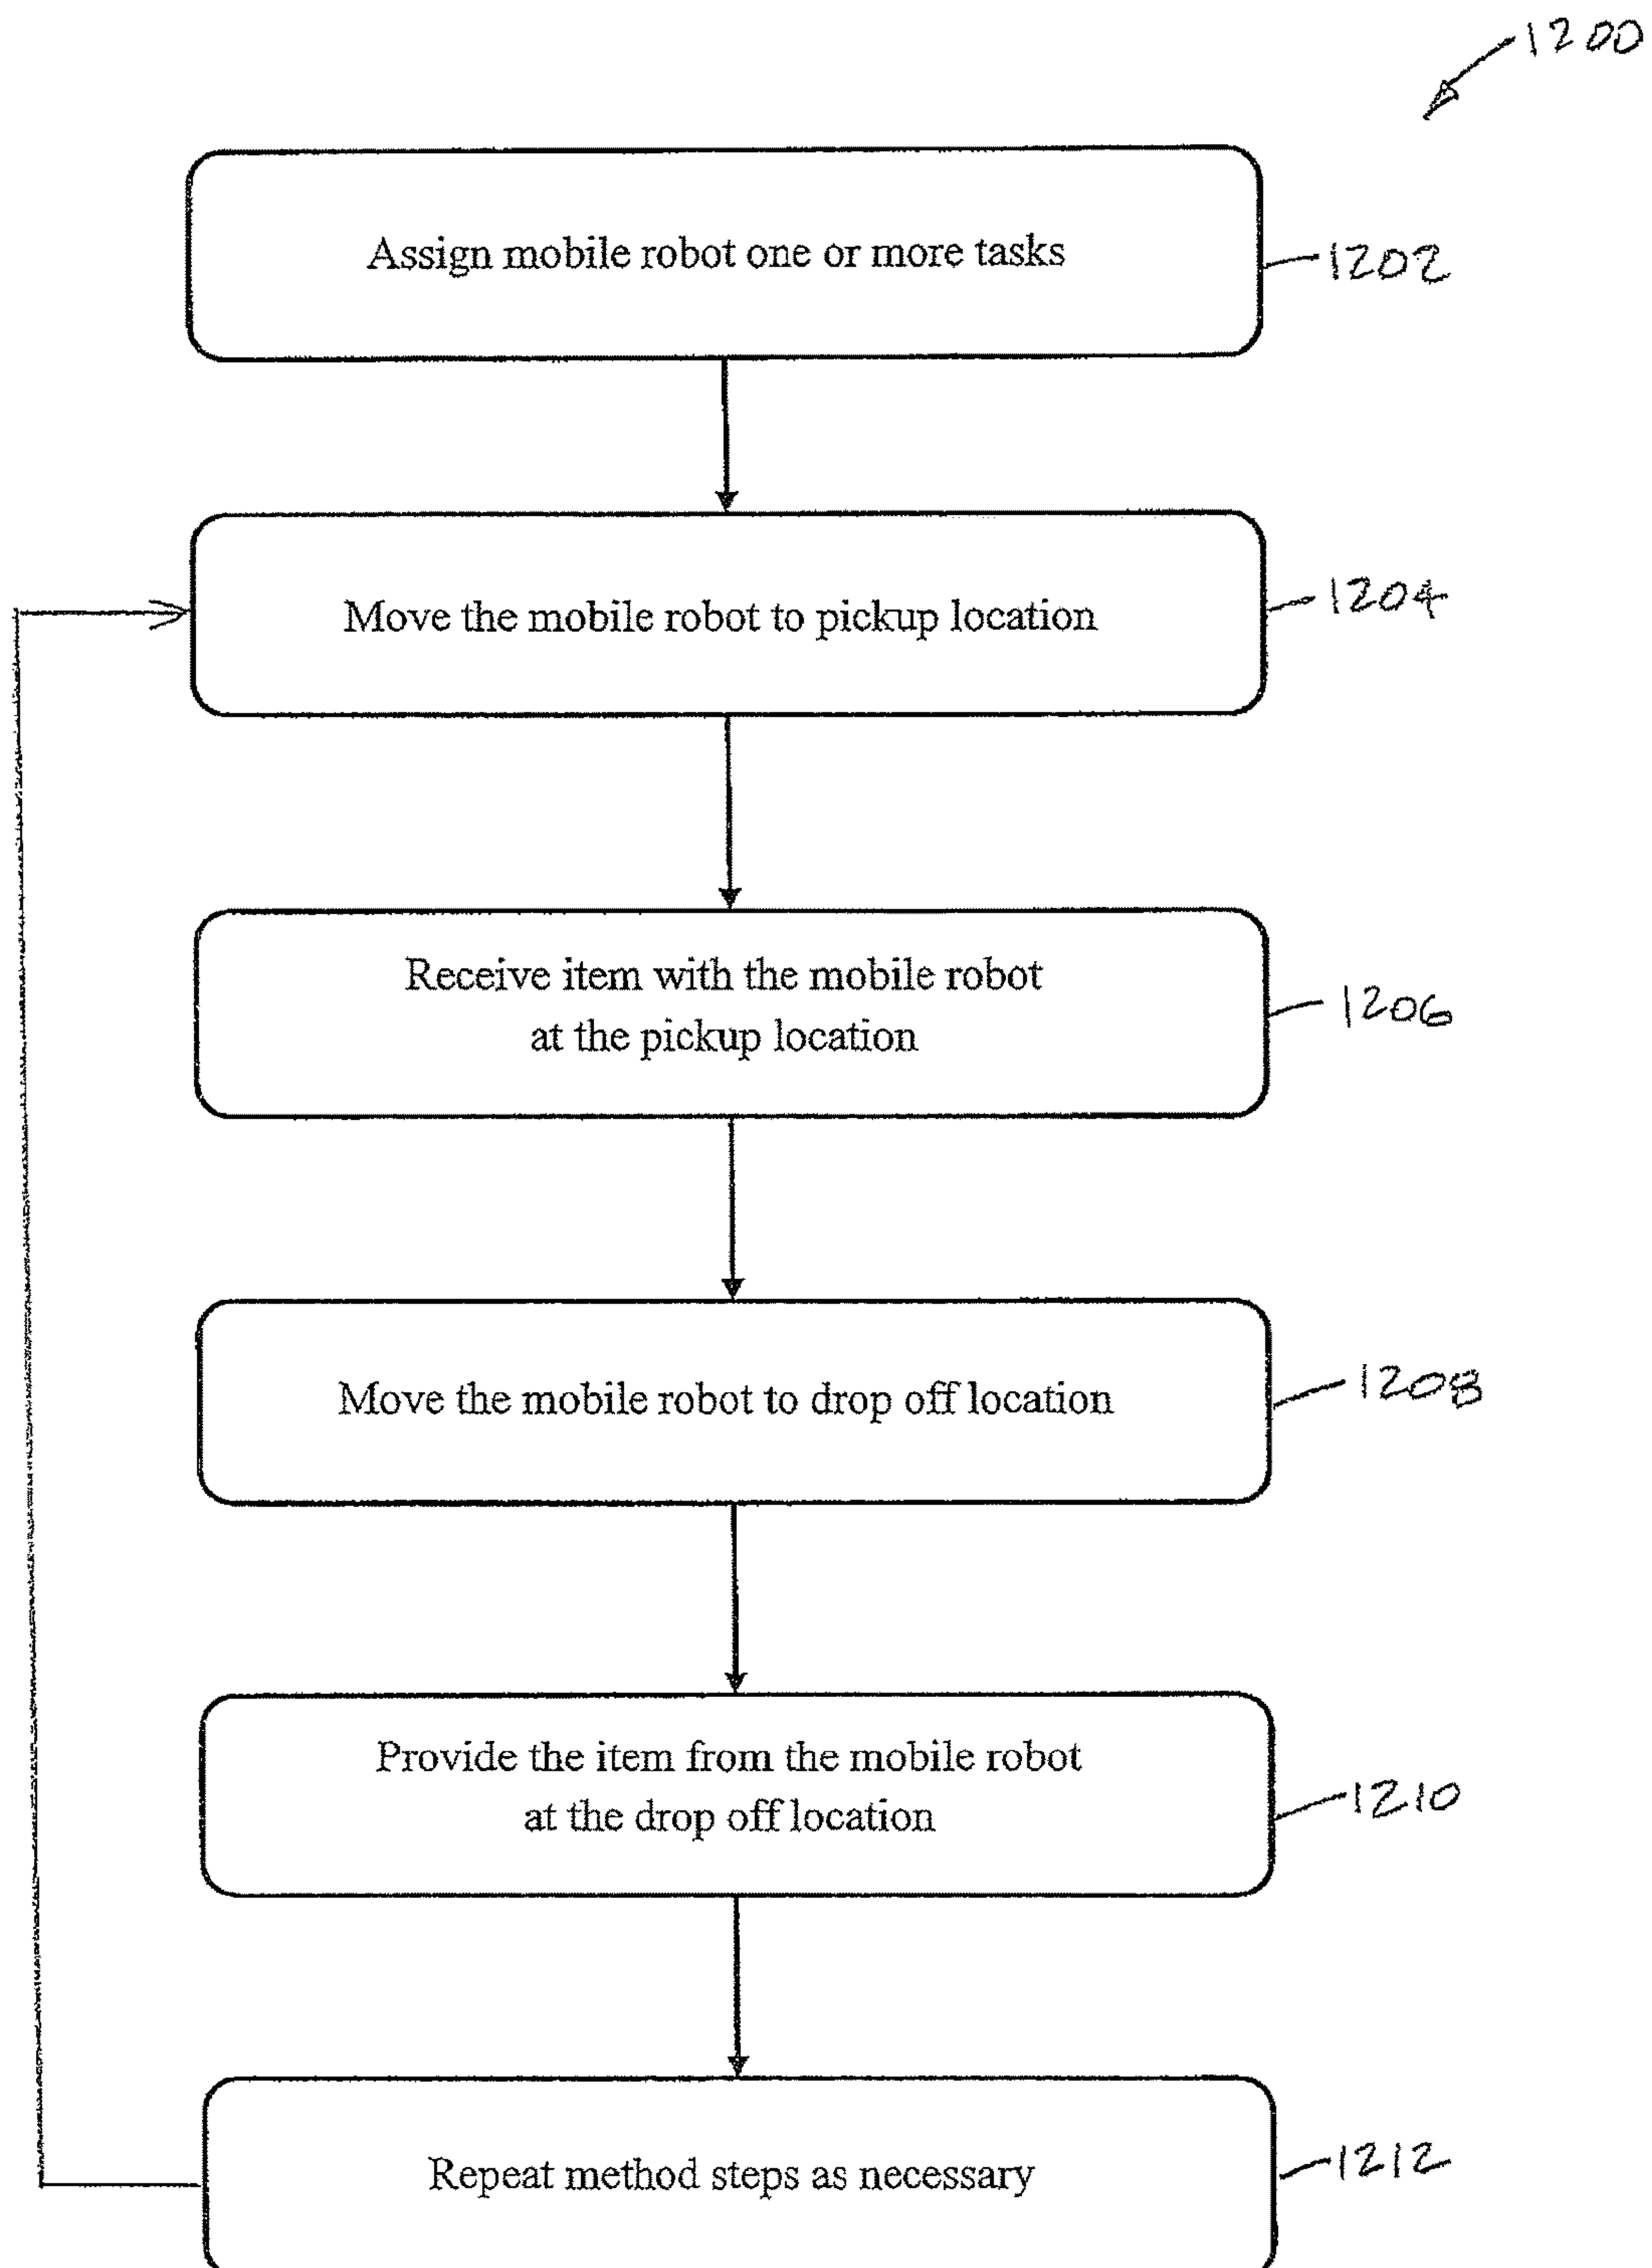 1200
Assign mobile robot one or more tasks
1202
Move the mobile robot to pickup location
1204
Receive item with the mobile robot
at the pickup location
1206
Move the mobile robot to drop off location
1208
Provide the item from the mobile robot
at the drop off location
1210
Repeat method steps as necessary
1212